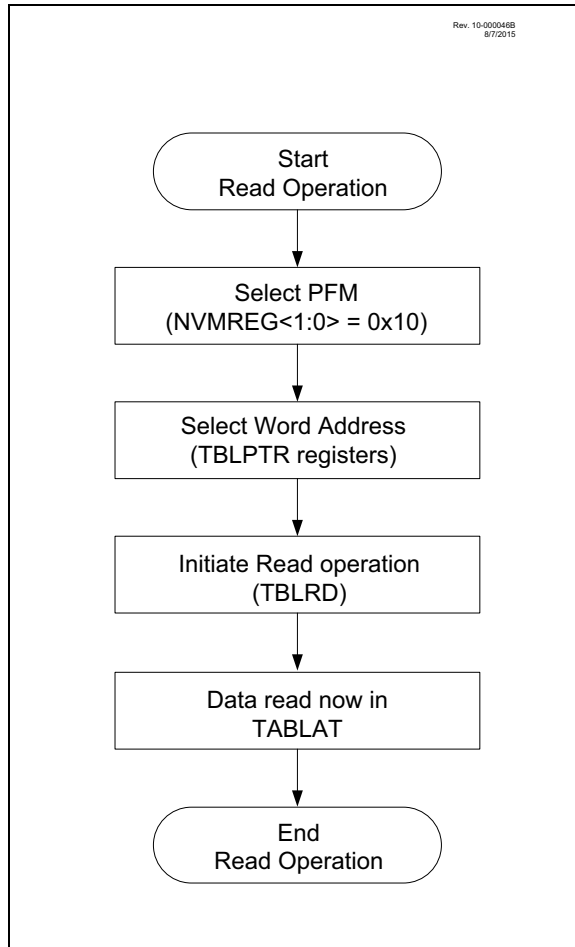 Rev. 10-000046B
8/7/2015
Start
Read Operation
Select PFM
(NVMREG<1:0> = 0x10)
Select Word Address
(TBLPTR registers)
Initiate Read operation
(TBLRD)
Data read now in
TABLAT
End
Read Operation